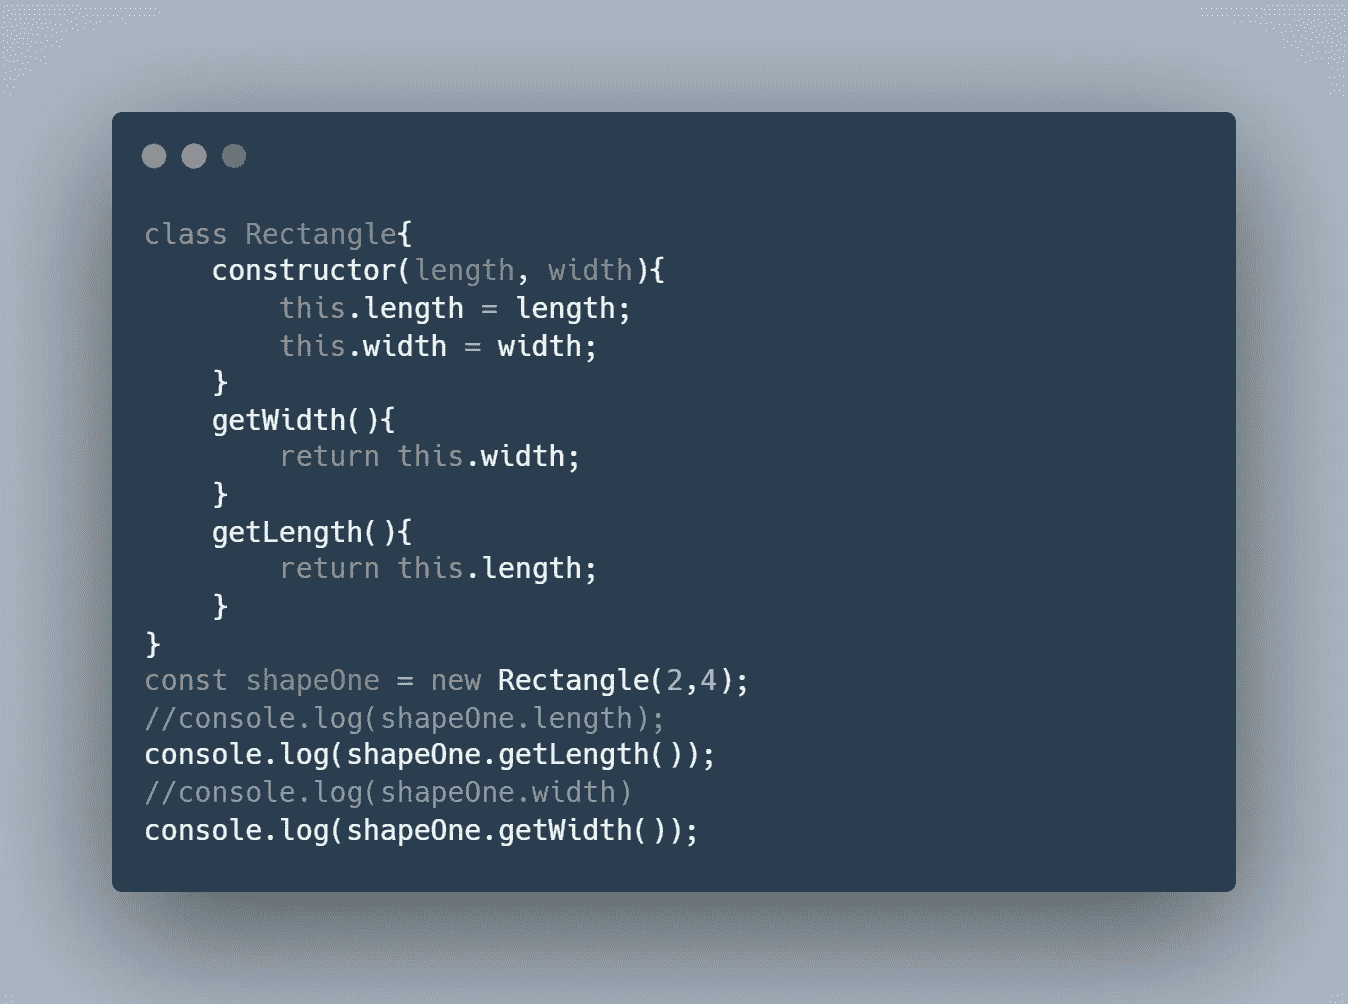 class Rectangle{
    constructor(length, width){
        this.length = length;
        this.width = width;
    }
    getWidth(){
        return this.width;
    }
    getLength(){
        return this.length;
    }
}
const shapeOne = new Rectangle(2,4);
//console.log(shapeOne.length);
console.log(shapeOne.getLength());
//console.log(shapeOne.width)
console.log(shapeOne.getWidth());